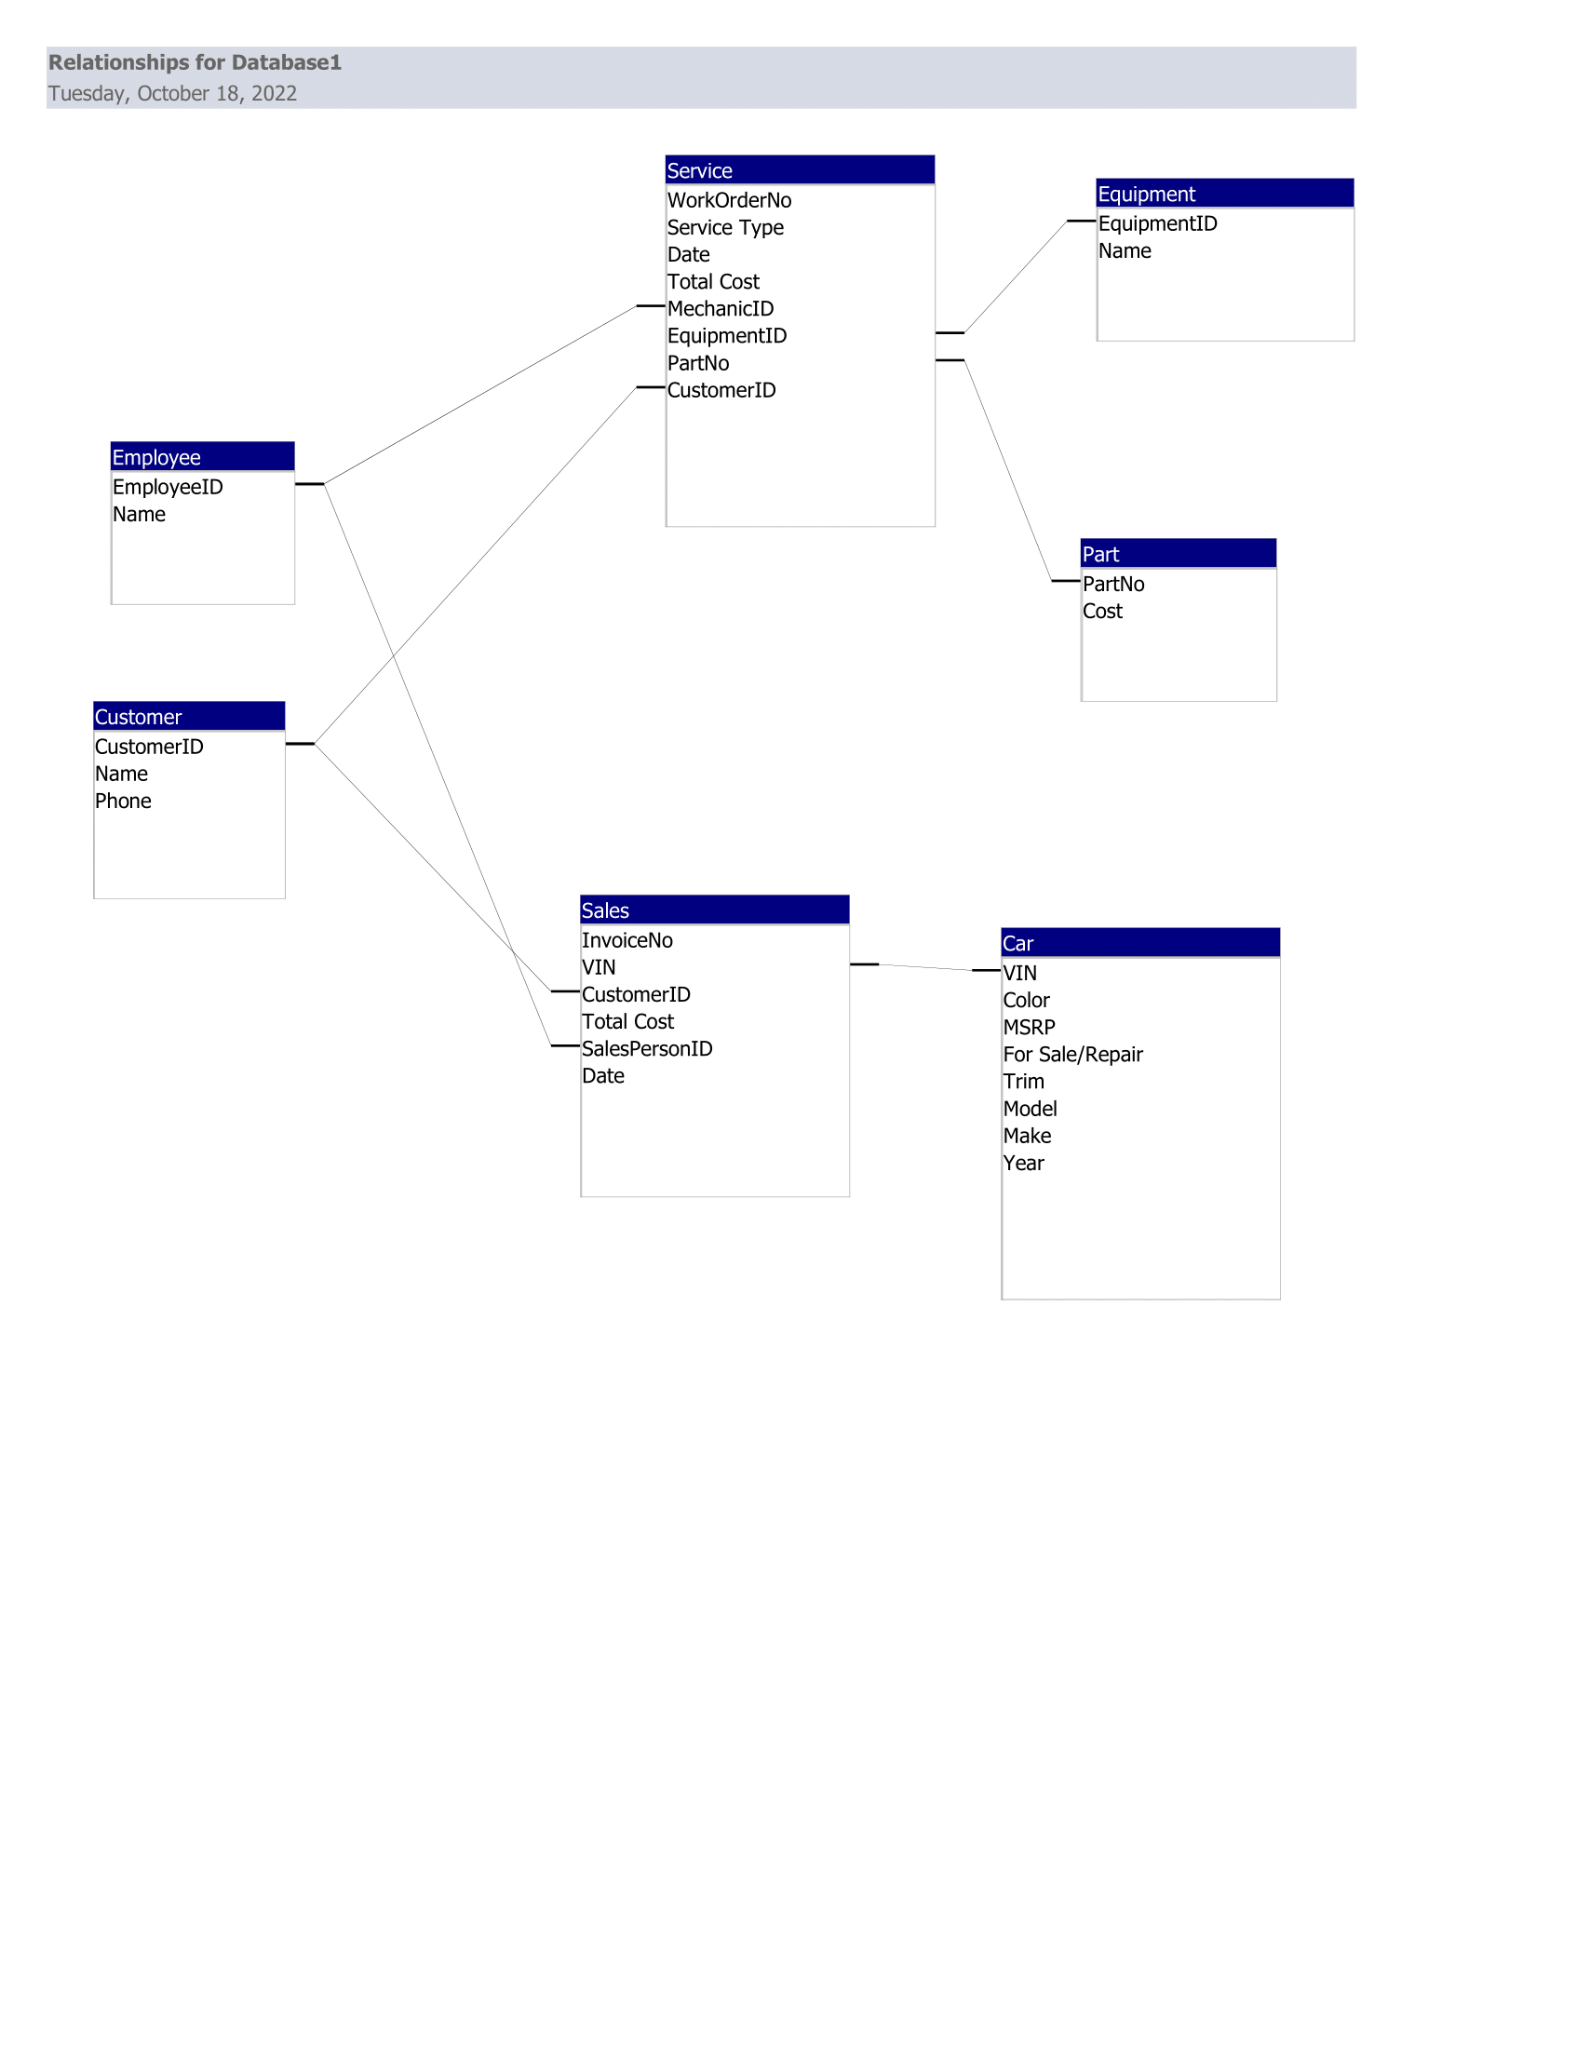 Relationships for Database1
Tuesday, October 18, 2022
Service
WorkOrderNo
Service Type
Date
Total Cost
MechanicID
EquipmentID
PartNo
CustomerID
Equipment
EquipmentID
Name
Employee
EmployeeID
Name
Part
PartNo
Cost
Customer
CustomerID
Name
Phone
Sales
InvoiceNo
VIN
CustomerID
Total Cost
SalesPersonID
Date
Car
VIN
Color
MSRP
For Sale/Repair
Trim
Model
Make
Year